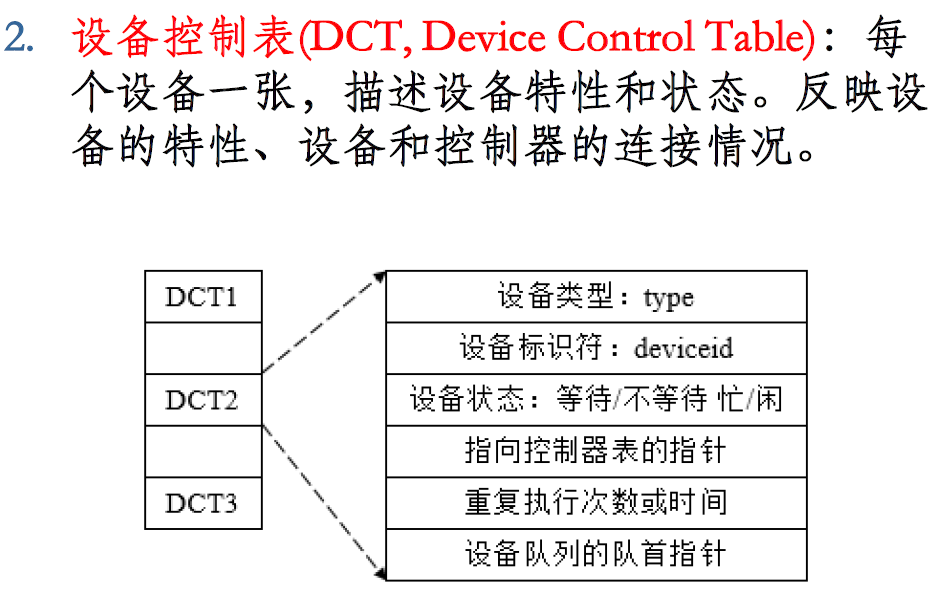 2. 设备控制表(DCT, Device Control Table)：每
个设备一张，描述设备特性和状态。反映设
备的特性、设备和控制器的连接情况。
DCT1
DCT2
DCT3
设备类型：type
设备标识符：deviceid
设备状态：等待/不等待 忙/闲
指向控制器表的指针
重复执行次数或时间
设备队列的队首指针